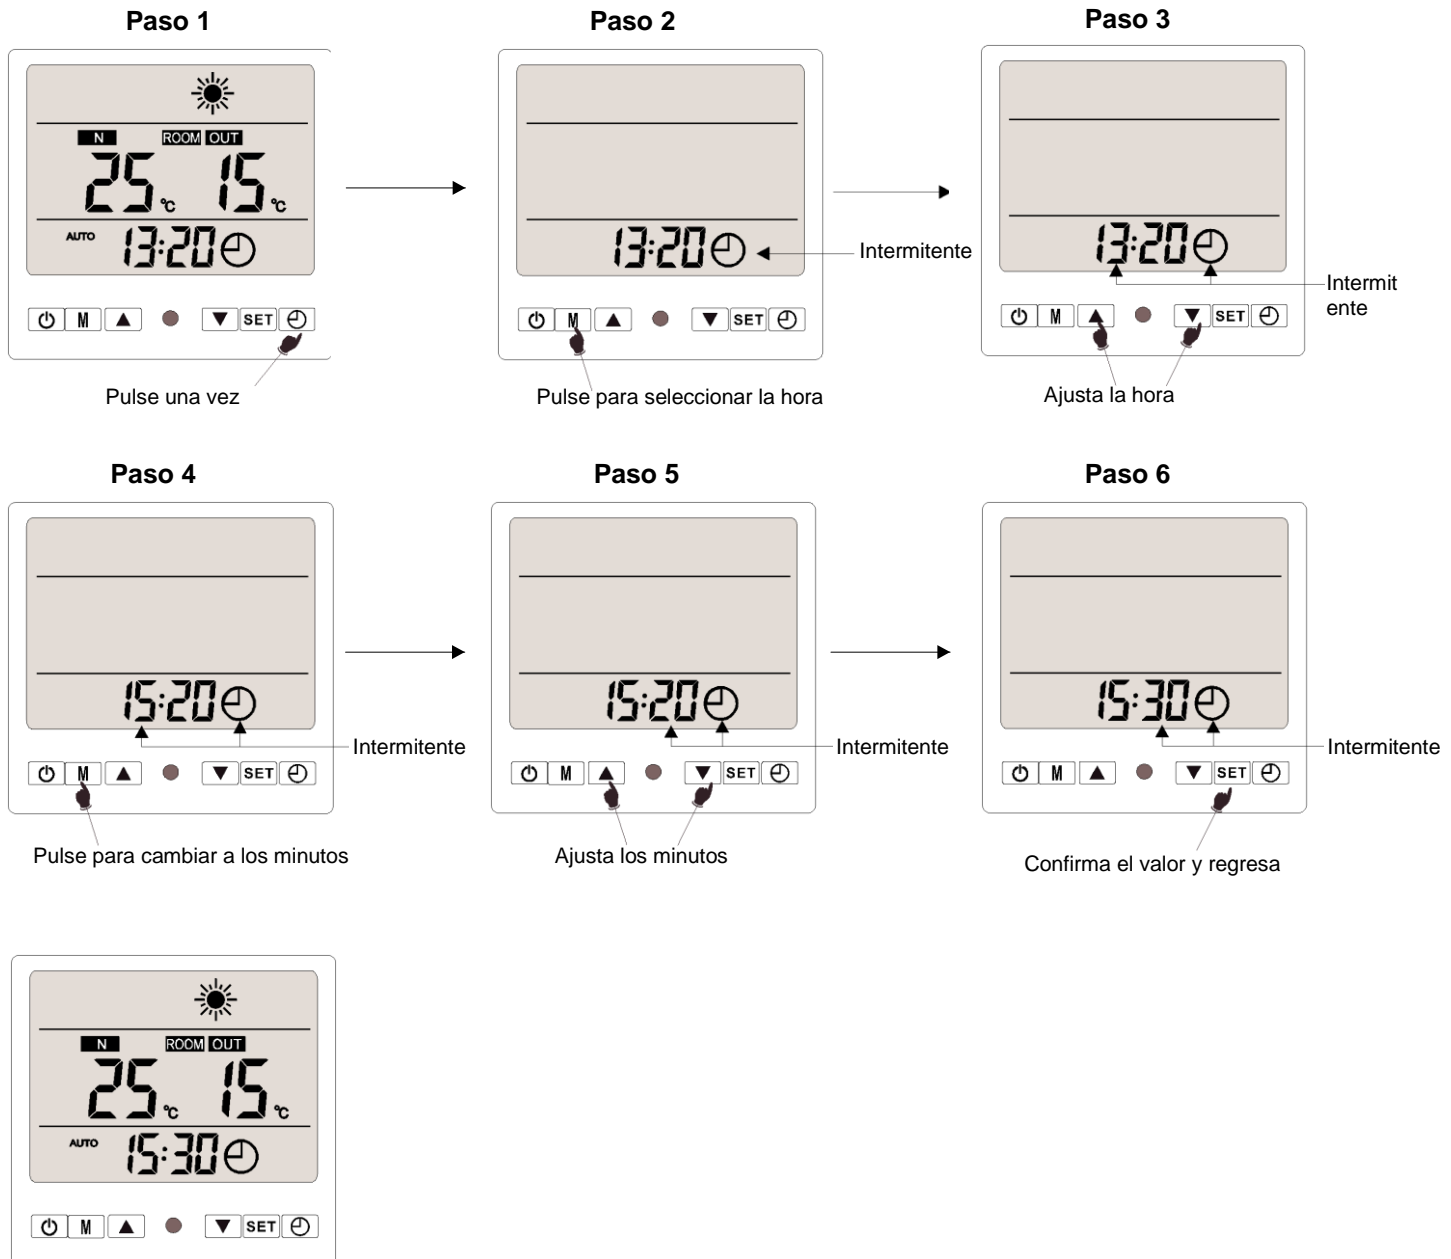 Paso 1
Paso 2
Paso 3
N ROOM OUT
25 °C 15 °C
AUTO 13:20
M SET
Pulse una vez
13:20
Intermitente
M SET
Pulse para seleccionar la hora
13:20
Intermit
ente
M SET
Ajusta la hora
Paso 4
Paso 5
Paso 6
15:20
Intermitente
M SET
Pulse para cambiar a los minutos
15:20
Intermitente
M SET
Ajusta los minutos
15:30
Intermitente
M SET
Confirma el valor y regresa
N ROOM OUT
25 °C 15 °C
AUTO 15:30
M SET